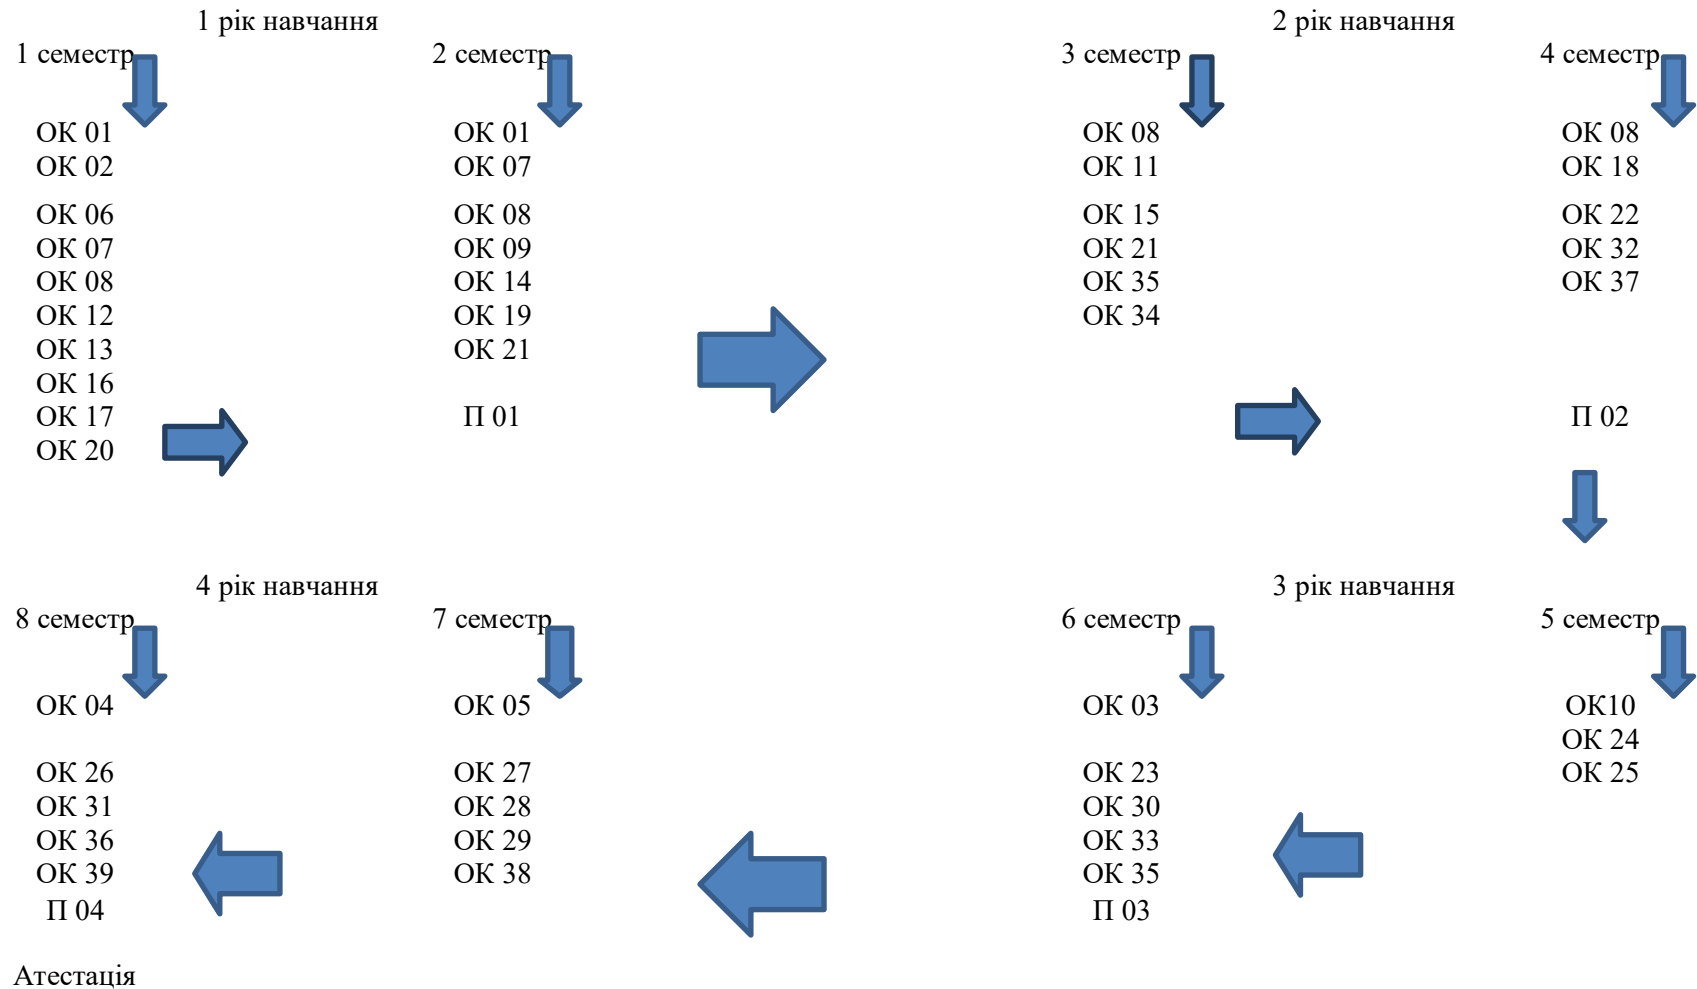 1 рік навчання
2 рік навчання
1 семестр
2 семестр
3 семестр
4 семестр
ОК 01
ОК 01
ОК 08
ОК 08
ОК 02
ОК 07
ОК 11
ОК 18
ОК 06
ОК 08
ОК 15
ОК 22
ОК 07
ОК 09
ОК 21
ОК 32
ОК 08
ОК 14
ОК 35
ОК 37
ОК 12
ОК 19
ОК 34
ОК 13
ОК 21
ОК 16
ОК 17
П 01
П 02
ОК 20
4 рік навчання
3 рік навчання
8 семестр
7 семестр
6 семестр
5 семестр
ОК 04
ОК 05
ОК 03
ОК10
ОК 24
ОК 26
ОК 27
ОК 23
ОК 25
ОК 31
ОК 28
ОК 30
ОК 36
ОК 29
ОК 33
ОК 39
ОК 38
ОК 35
П 04
П 03
Атестація